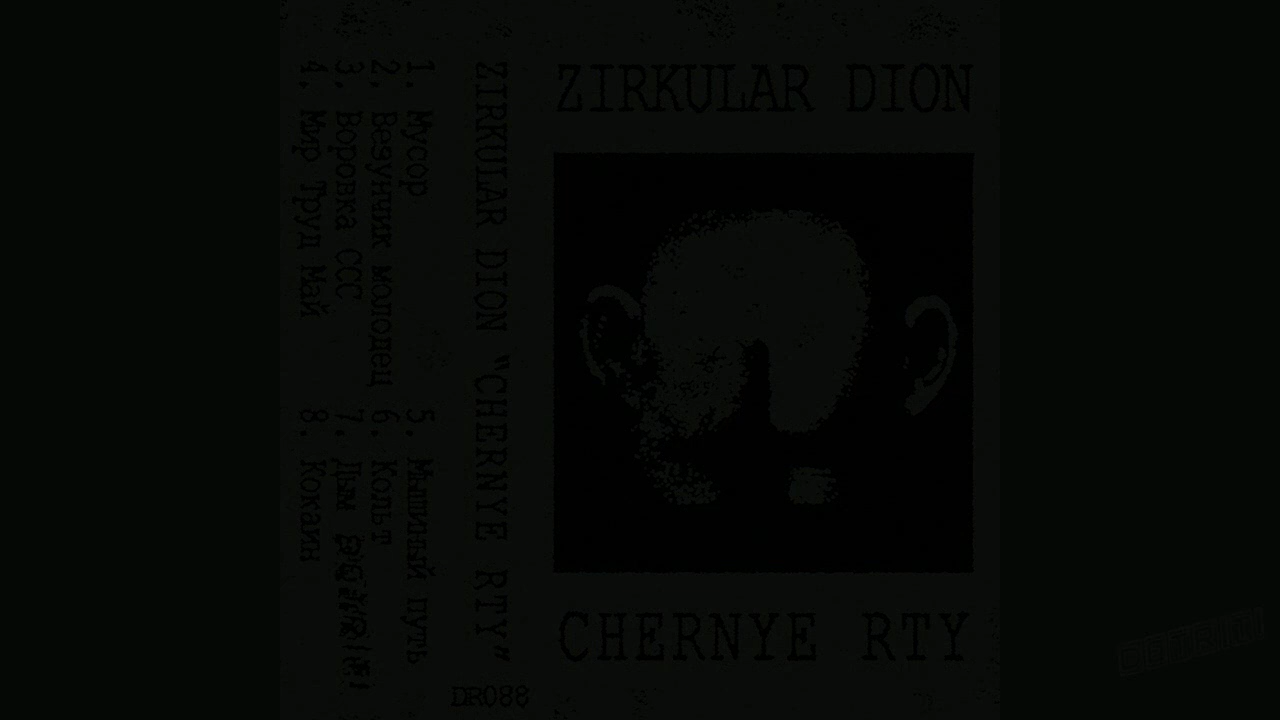 ZIRKULAR DION
CHERNYE RTY
ZIRKULAR DION "CHERNYE RTY"
1. Мусор
2. Везунчик молодец
3. Воровка ССС
4. Мир Труд Май
5. Мышиный путь
6. Кольт
7. Дым
8. Кокаин
DR088